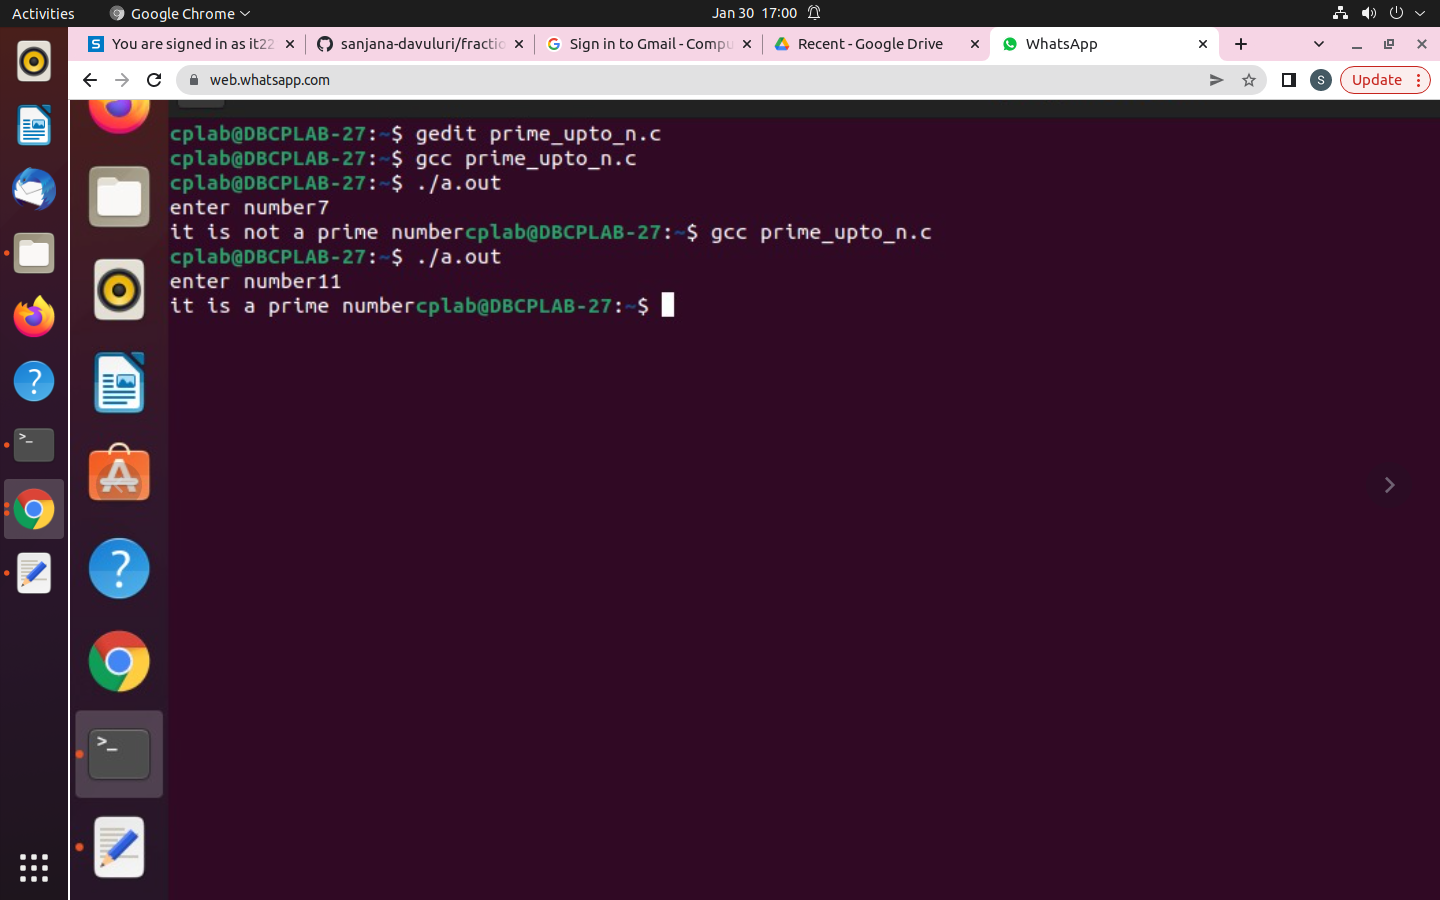 Activities Google Chrome Jan 30 17:00
You are signed in as it22 sanjana-davuluri/fractio Sign in to Gmail - Compu Recent - Google Drive WhatsApp
web.whatsapp.com S Update
cplab@DBCPLAB-27:~$ gedit prime_upto_n.c
cplab@DBCPLAB-27:~$ gcc prime_upto_n.c
cplab@DBCPLAB-27:~$ ./a.out
enter number7
it is not a prime numbercplab@DBCPLAB-27:~$ gcc prime_upto_n.c
cplab@DBCPLAB-27:~$ ./a.out
enter number11
it is a prime numbercplab@DBCPLAB-27:~$